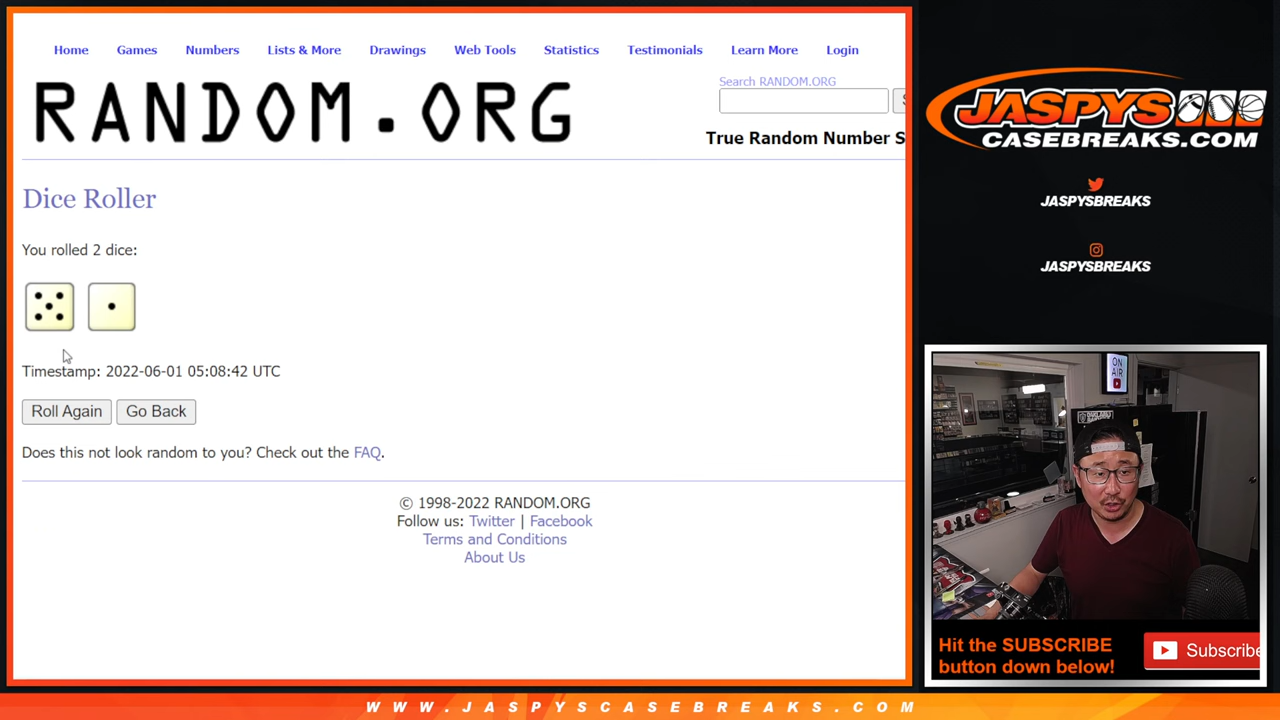 Home Games Numbers Lists & More Drawings Web Tools Statistics Testimonials Learn More Login
RANDOM.ORG
Search RANDOM.ORG
S
True Random Number S
Dice Roller
You rolled 2 dice:
Timestamp: 2022-06-01 05:08:42 UTC
Roll Again Go Back
Does this not look random to you? Check out the FAQ.
© 1998-2022 RANDOM.ORG
Follow us: Twitter | Facebook
Terms and Conditions
About Us
JASPYS
CASEBREAKS.COM
JASPYSBREAKS
JASPYSBREAKS
ON
AIR
Hit the SUBSCRIBE
button down below!
Subscribe
WWW.JASPYSCASEBREAKS.COM